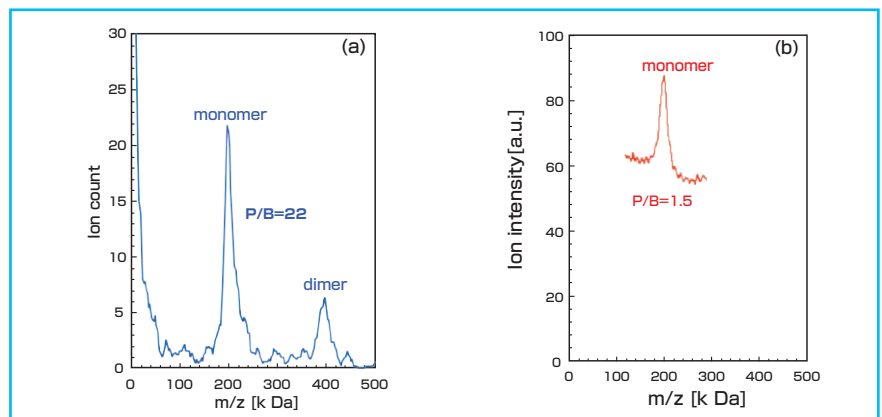 (a)
30
25
20
15
10
5
0
Ion count
monomer
P/B=22
dimer
0 100 200 300 400 500
m/z [k Da]
(b)
100
80
60
40
20
0
Ion intensity[a.u.]
monomer
P/B=1.5
0 100 200 300 400 500
m/z [k Da]